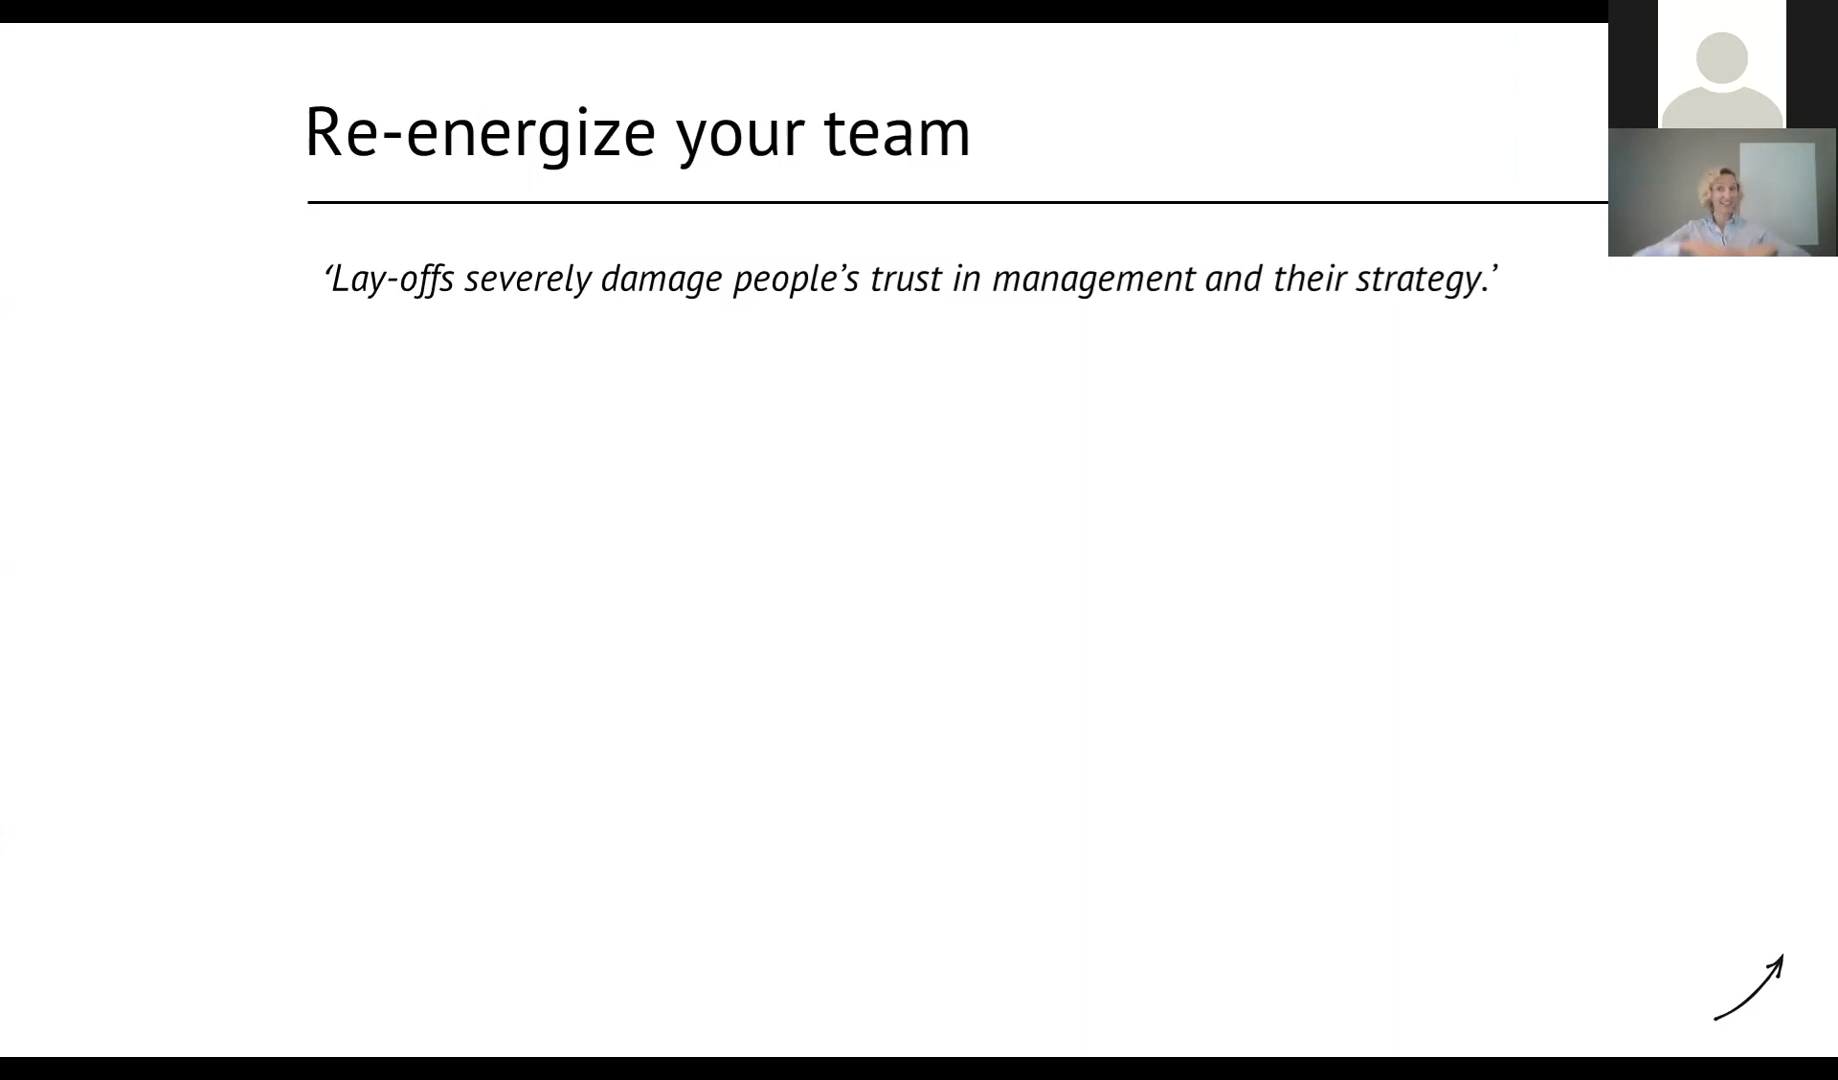 Re-energize your team
‘Lay-offs severely damage people’s trust in management and their strategy.’